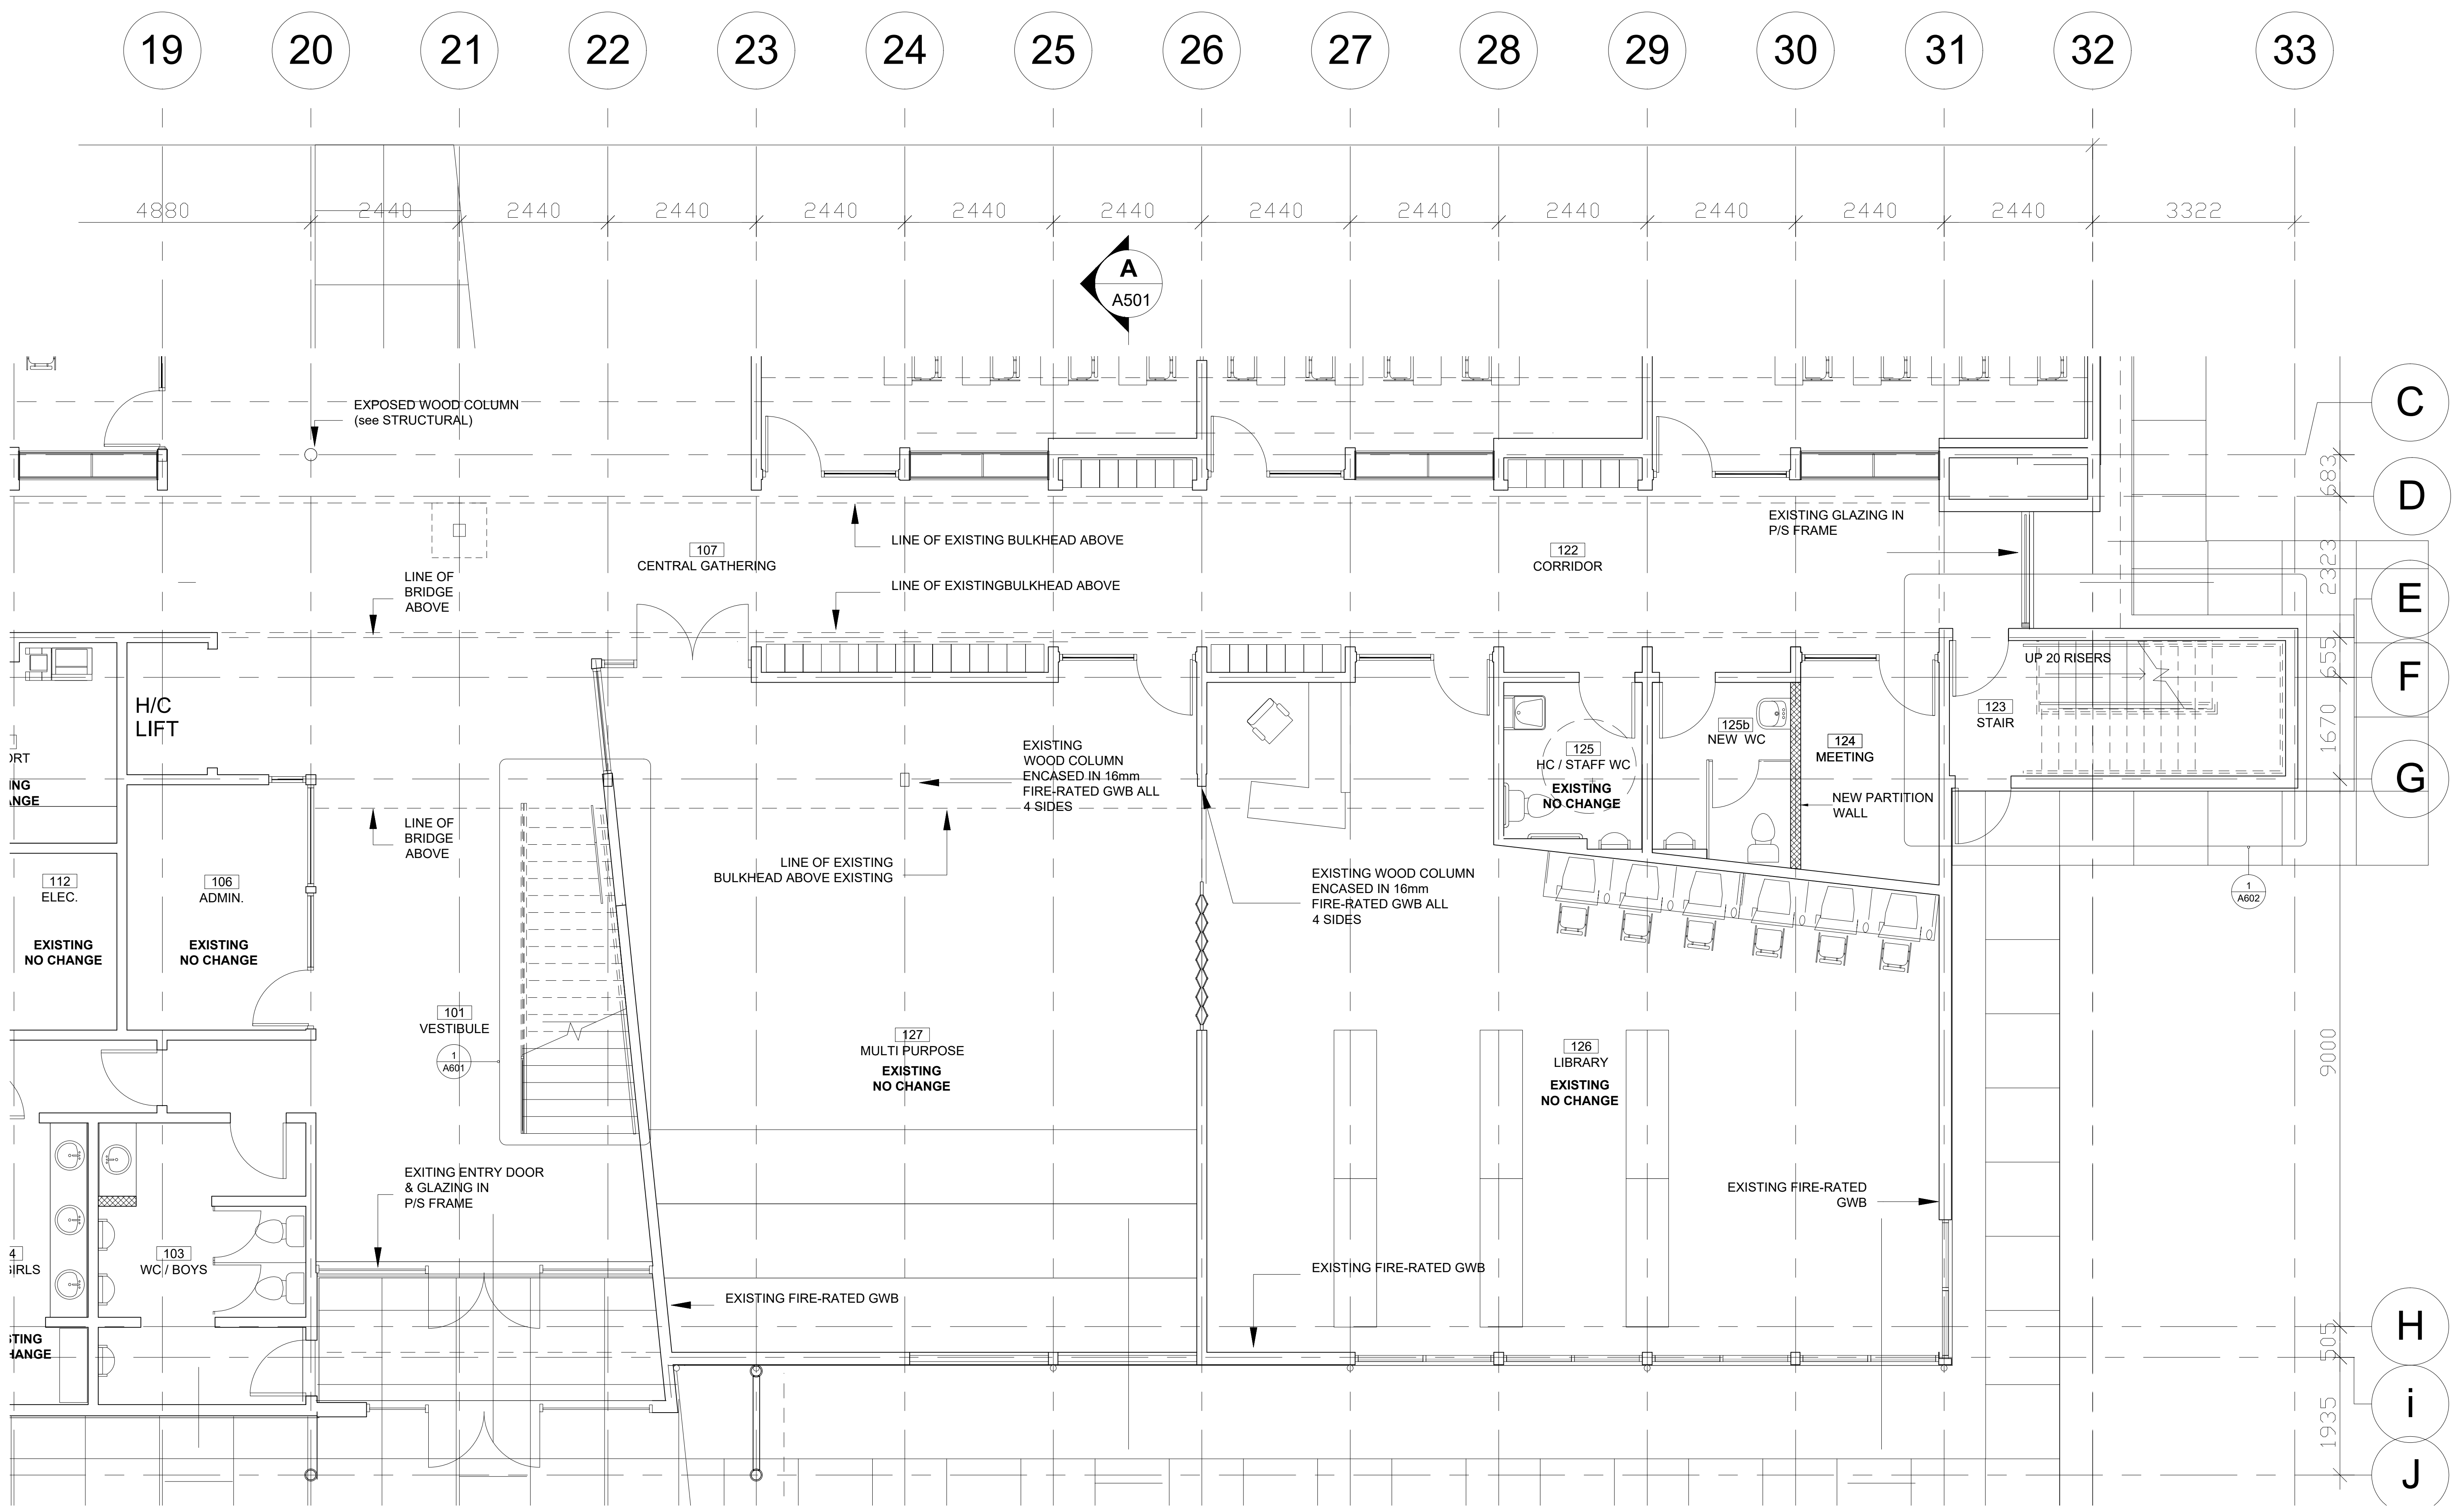 19 20 21 22 23 24 25 26 27 28 29 30 31 32 33
4880 2440 2440 2440 2440 2440 2440 2440 2440 2440 2440 2440 2440 3322
A
A501
C
EXPOSED WOOD COLUMN
(see STRUCTURAL)
683
D
EXISTING GLAZING IN
P/S FRAME
LINE OF EXISTING BULKHEAD ABOVE
107
CENTRAL GATHERING
122
CORRIDOR
2323
LINE OF
BRIDGE
ABOVE
LINE OF EXISTINGBULKHEAD ABOVE
E
655
UP 20 RISERS
F
H/C
LIFT
123
STAIR
1670
125b
NEW WC
124
MEETING
125
HC / STAFF WC
EXISTING
NO CHANGE
EXISTING
WOOD COLUMN
ENCASED IN 16mm
FIRE-RATED GWB ALL
4 SIDES
ORT
NG
ANGE
G
NEW PARTITION
WALL
LINE OF
BRIDGE
ABOVE
LINE OF EXISTING
BULKHEAD ABOVE EXISTING
EXISTING WOOD COLUMN
ENCASED IN 16mm
FIRE-RATED GWB ALL
4 SIDES
112
ELEC.
EXISTING
NO CHANGE
106
ADMIN.
EXISTING
NO CHANGE
1
A602
101
VESTIBULE
1
A601
127
MULTI PURPOSE
EXISTING
NO CHANGE
126
LIBRARY
EXISTING
NO CHANGE
9000
EXITING ENTRY DOOR
& GLAZING IN
P/S FRAME
EXISTING FIRE-RATED
GWB
4
GIRLS
103
WC / BOYS
EXISTING FIRE-RATED GWB
EXISTING FIRE-RATED GWB
STING
HANGE
H
505
i
1935
J